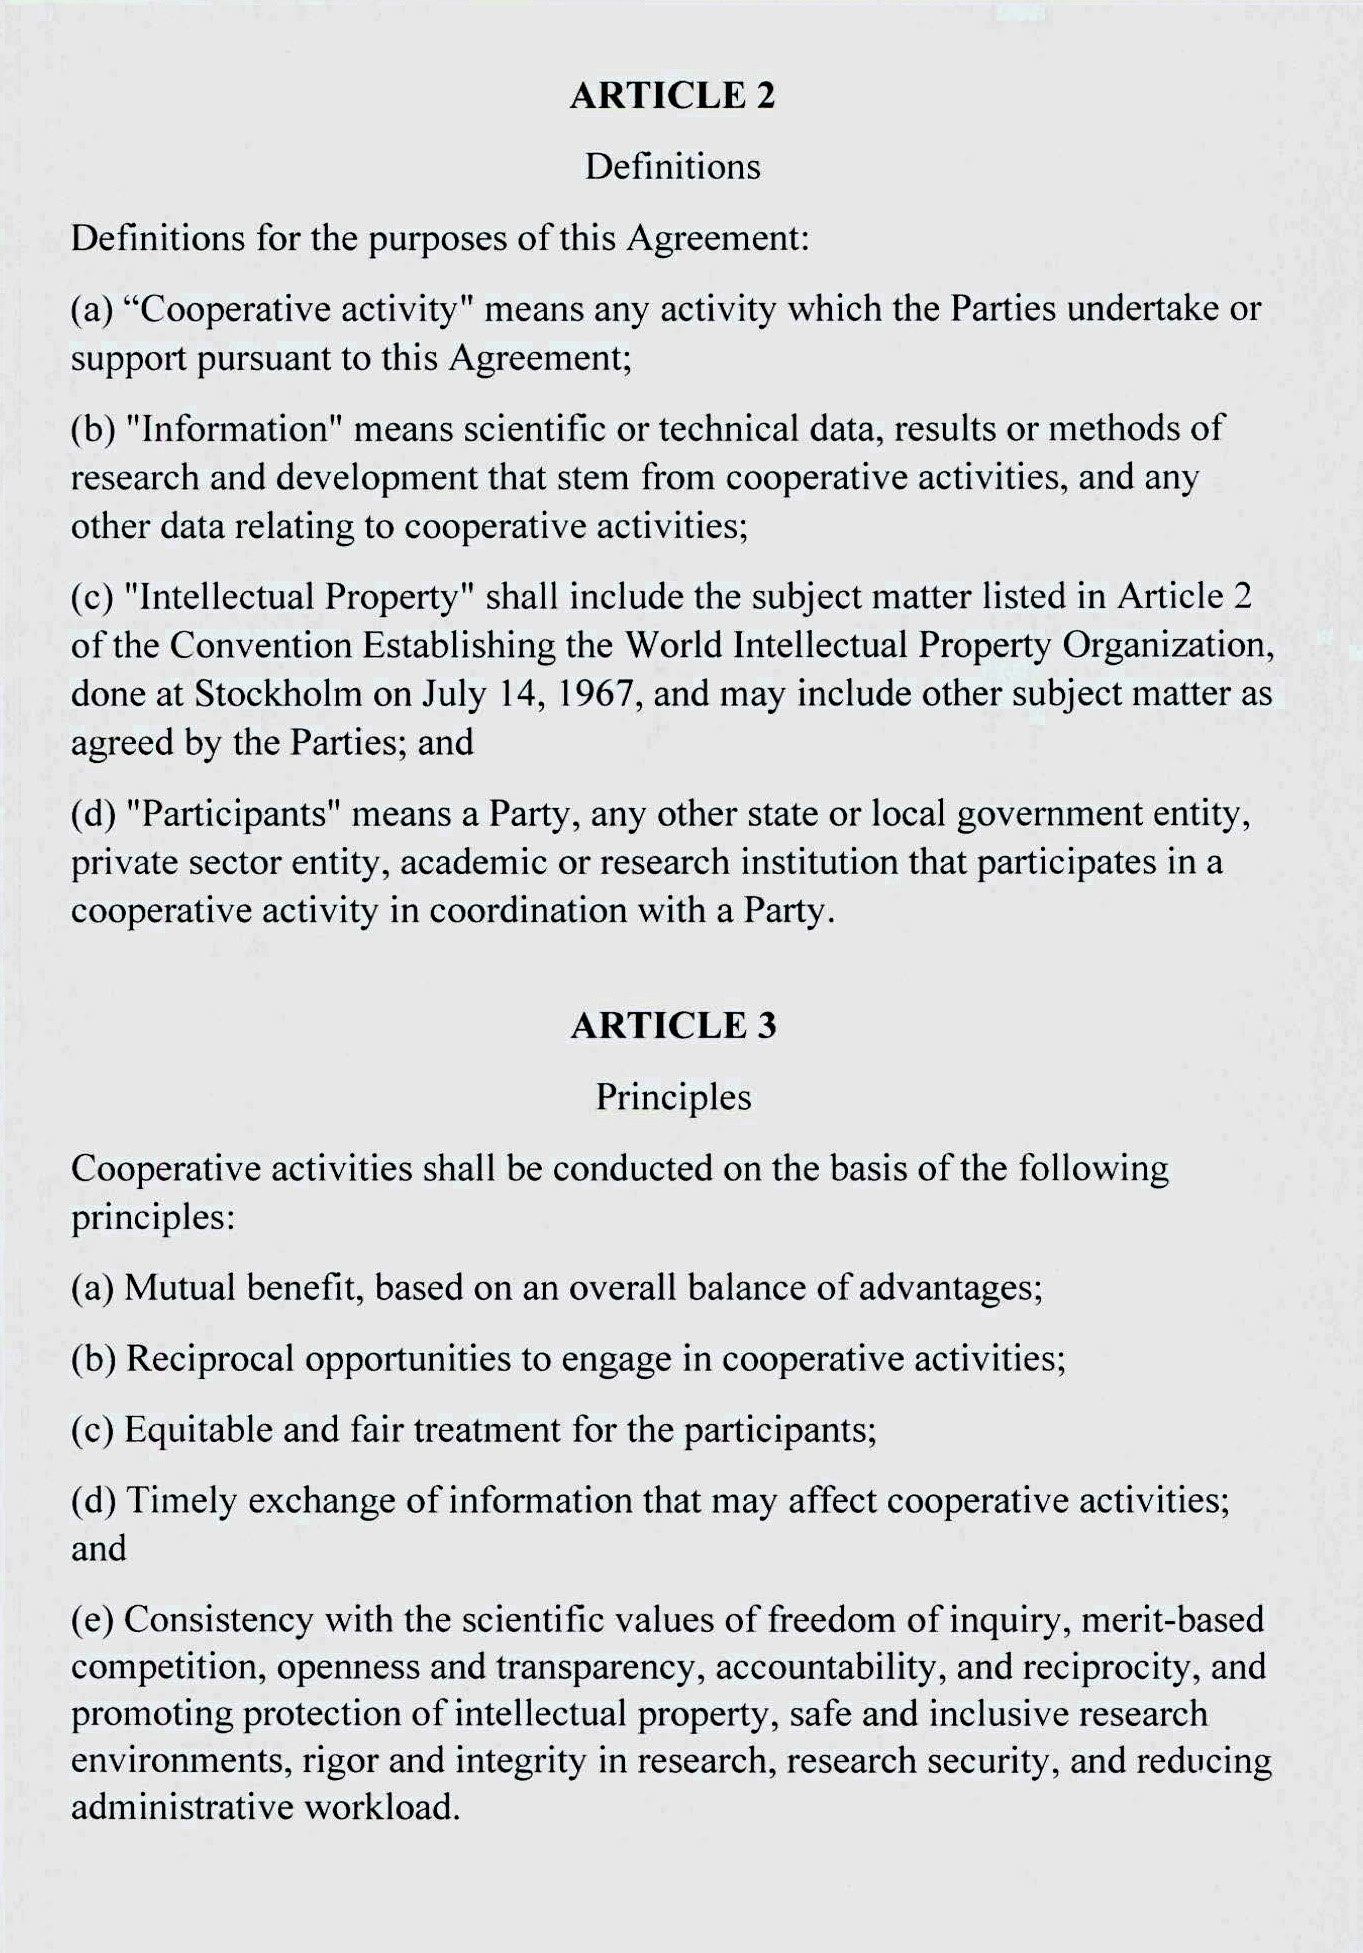 ARTICLE 2
Definitions
Definitions for the purposes of this Agreement:
(a) “Cooperative activity" means any activity which the Parties undertake or
support pursuant to this Agreement;
(b) "Information" means scientific or technical data, results or methods of
research and development that stem from cooperative activities, and any
other data relating to cooperative activities;
(c) "Intellectual Property" shall include the subject matter listed in Article 2
of the Convention Establishing the World Intellectual Property Organization,
done at Stockholm on July 14, 1967, and may include other subject matter as
agreed by the Parties; and
(d) "Participants" means a Party, any other state or local government entity,
private sector entity, academic or research institution that participates in a
cooperative activity in coordination with a Party.
ARTICLE 3
Principles
Cooperative activities shall be conducted on the basis of the following
principles:
(a) Mutual benefit, based on an overall balance of advantages;
(b) Reciprocal opportunities to engage in cooperative activities;
(c) Equitable and fair treatment for the participants;
(d) Timely exchange of information that may affect cooperative activities;
and
(e) Consistency with the scientific values of freedom of inquiry, merit-based
competition, openness and transparency, accountability, and reciprocity, and
promoting protection of intellectual property, safe and inclusive research
environments, rigor and integrity in research, research security, and reducing
administrative workload.